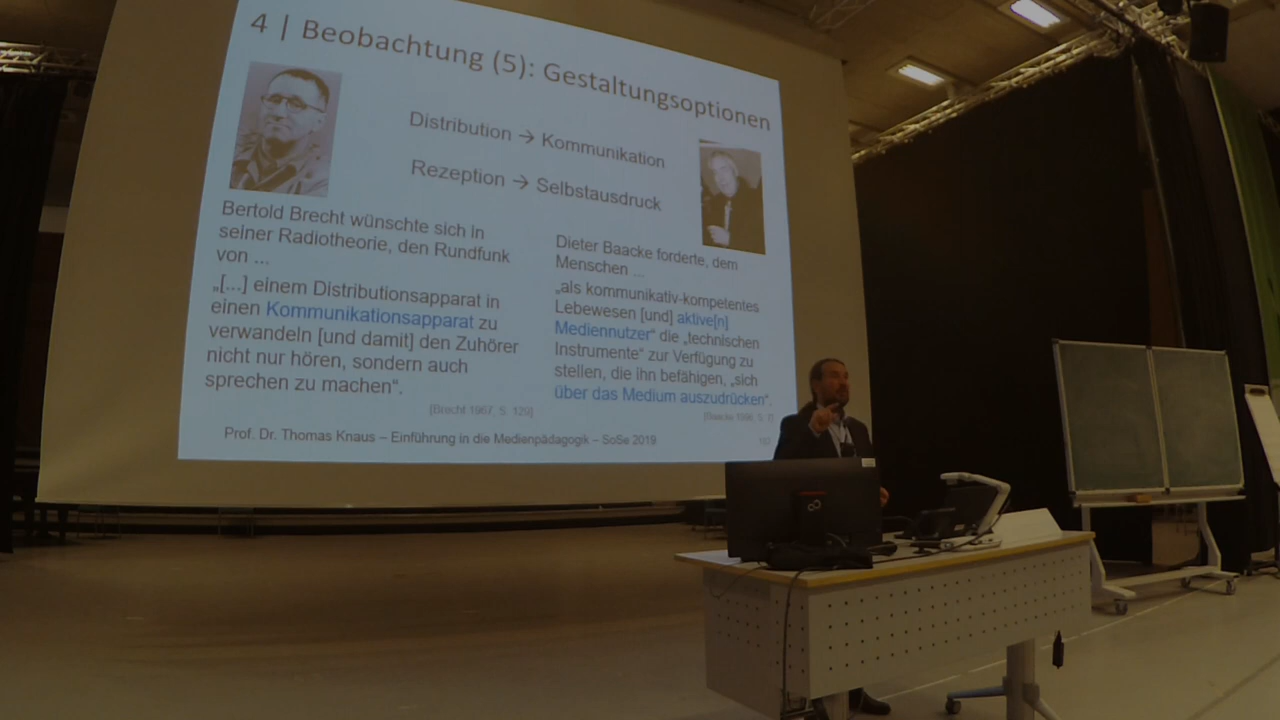 4 | Beobachtung (5): Gestaltungsoptionen
Distribution → Kommunikation
Rezeption → Selbstausdruck
Bertold Brecht wünschte sich in
seiner Radiotheorie, den Rundfunk
von ...
„[...] einem Distributionsapparat in
einen Kommunikationsapparat zu
verwandeln [und damit] den Zuhörer
nicht nur hören, sondern auch
sprechen zu machen“.
[Brecht 1967, S. 129]
Dieter Baacke forderte, dem
Menschen ...
„als kommunikativ-kompetentes
Lebewesen [und] aktive[n]
Mediennutzer“ die „technischen
Instrumente“ zur Verfügung zu
stellen, die ihn befähigen, „sich
über das Medium auszudrücken“.
[Baacke 1996, S.
Prof. Dr. Thomas Knaus – Einführung in die Medienpädagogik – SoSe 2019